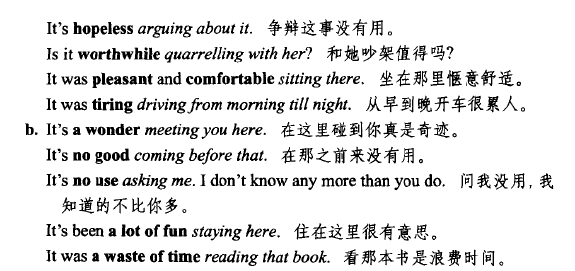 It's hopeless arguing about it. 争辩这事没有用。
Is it worthwhile quarrelling with her? 和她吵架值得吗?
It was pleasant and comfortable sitting there. 坐在那里惬意舒适。
It was tiring driving from morning till night. 从早到晚开车很累人。
b. It's a wonder meeting you here. 在这里碰到你真是奇迹。
It's no good coming before that. 在那之前来没有用。
It's no use asking me. I don't know any more than you do. 问我没用,我
知道的不比你多。
It's been a lot of fun staying here. 住在这里很有意思。
It was a waste of time reading that book. 看那本书是浪费时间。